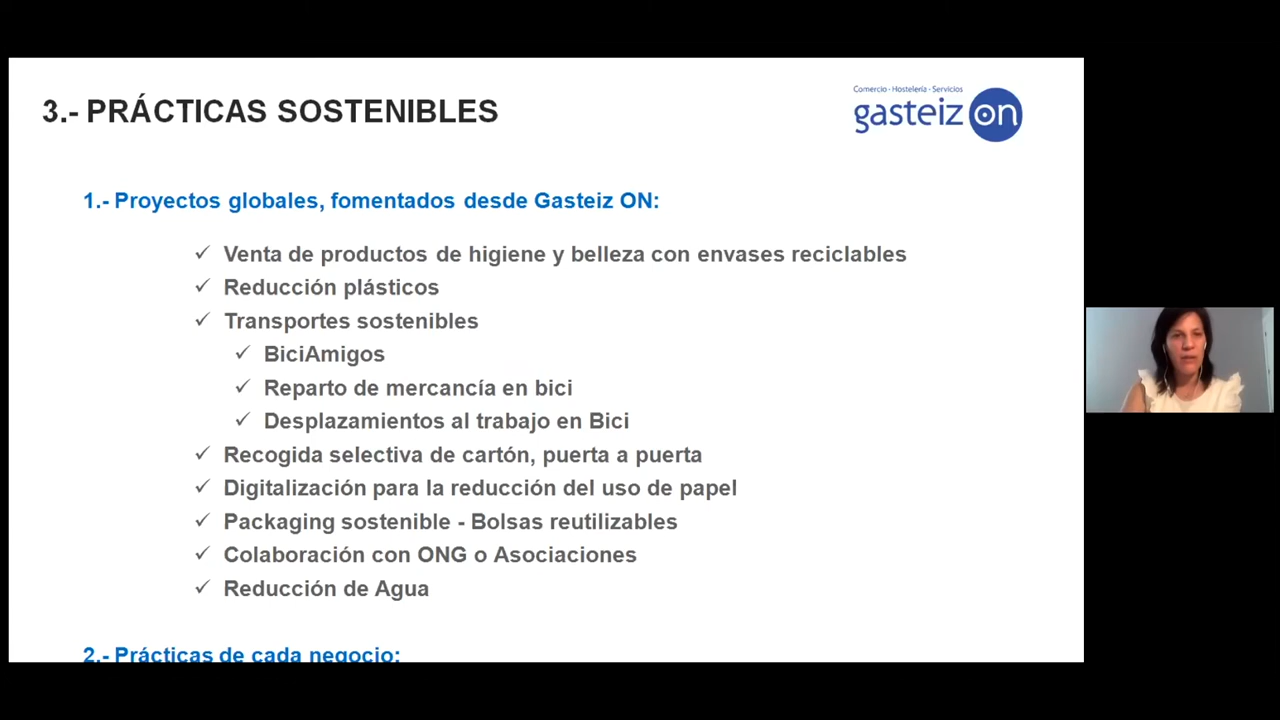 3.- PRÁCTICAS SOSTENIBLES
Comercio - Hostelería - Servicios
gasteiz on
1.- Proyectos globales, fomentados desde Gasteiz ON:
✓ Venta de productos de higiene y belleza con envases reciclables
✓ Reducción plásticos
✓ Transportes sostenibles
✓ BiciAmigos
✓ Reparto de mercancía en bici
✓ Desplazamientos al trabajo en Bici
✓ Recogida selectiva de cartón, puerta a puerta
✓ Digitalización para la reducción del uso de papel
✓ Packaging sostenible - Bolsas reutilizables
✓ Colaboración con ONG o Asociaciones
✓ Reducción de Agua
2.- Prácticas de cada negocio: